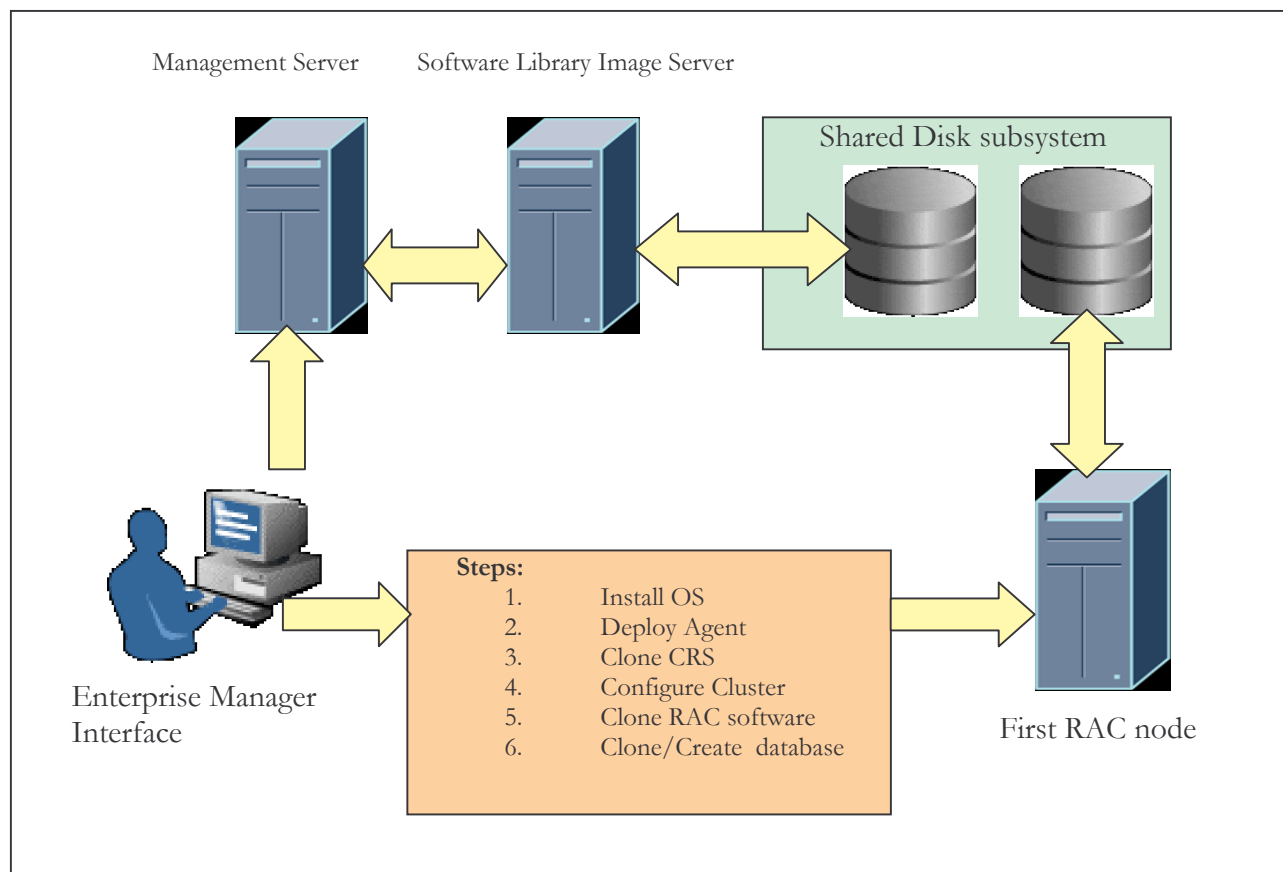 Management Server
Software Library Image Server
Shared Disk subsystem
Steps:
1. Install OS
2. Deploy Agent
3. Clone CRS
4. Configure Cluster
5. Clone RAC software
6. Clone/Create database
Enterprise Manager
Interface
First RAC node